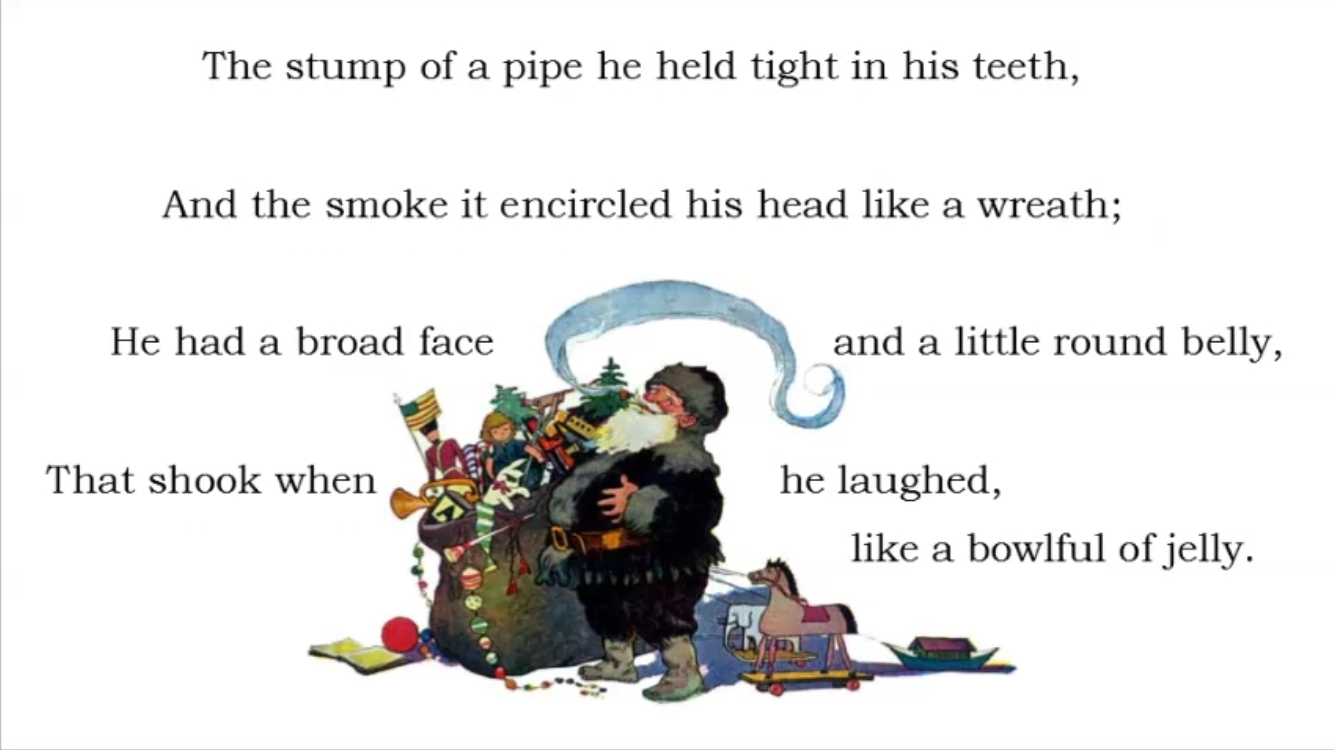 The stump of a pipe he held tight in his teeth,
And the smoke it encircled his head like a wreath;
He had a broad face and a little round belly,
That shook when he laughed,
like a bowlful of jelly.